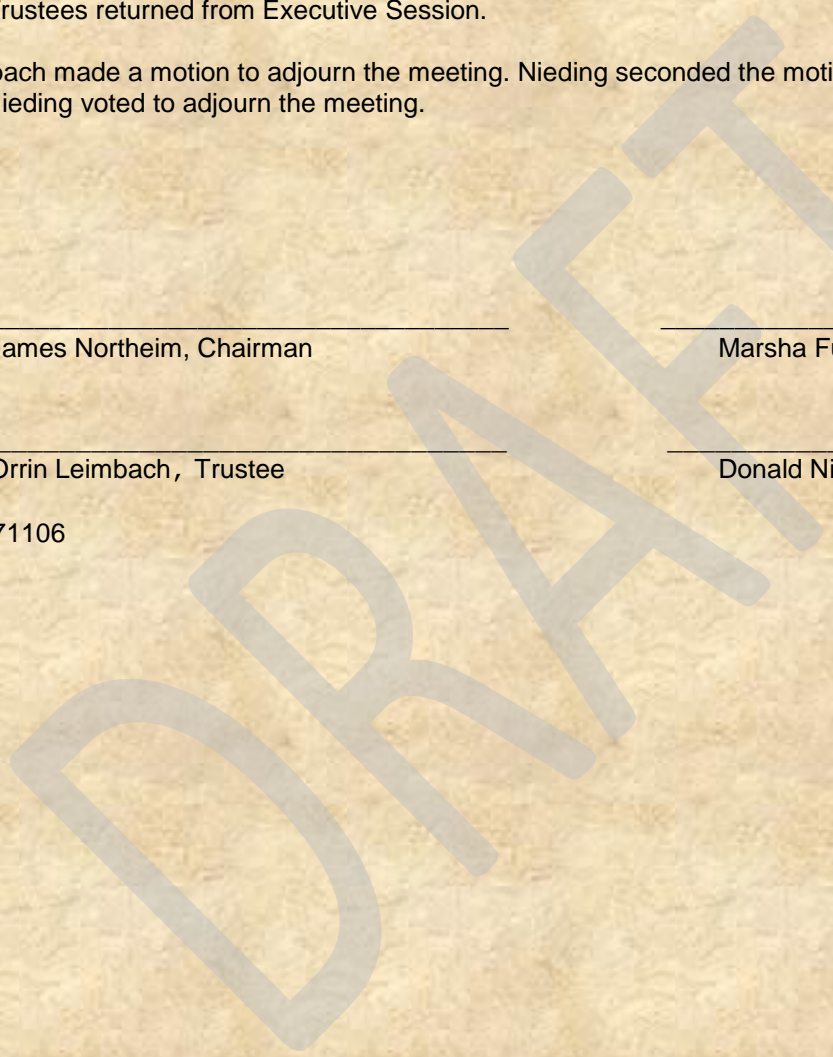 rustees returned from Executive Session.
bach made a motion to adjourn the meeting. Nieding seconded the moti
ieding voted to adjourn the meeting.
ames Northeim, Chairman Marsha Fu
Orrin Leimbach, Trustee Donald Ni
71106
DRAFT